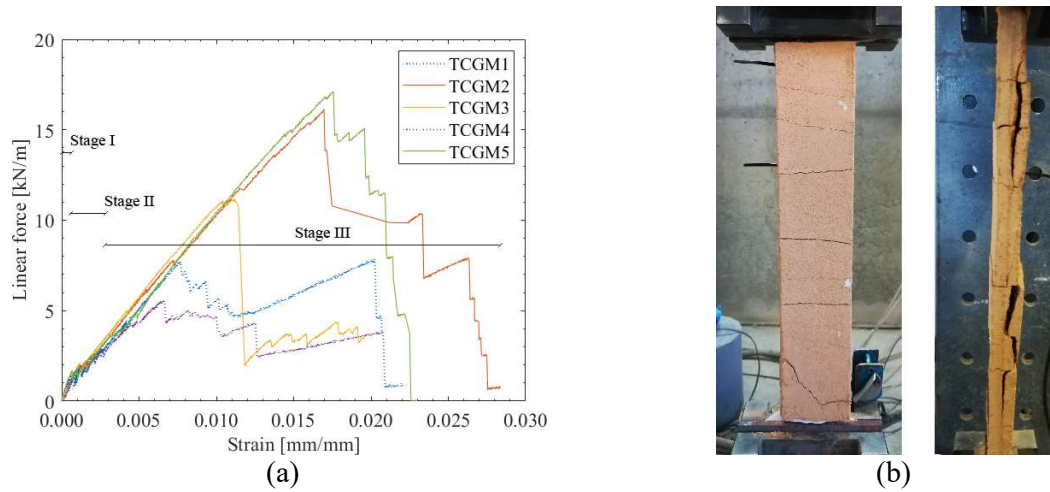 20
15
10
5
0
Linear force [kN/m]
Stage I
Stage II
Stage III
TCGM1
TCGM2
TCGM3
TCGM4
TCGM5
0.000 0.005 0.010 0.015 0.020 0.025 0.030
Strain [mm/mm]
(a)
(b)